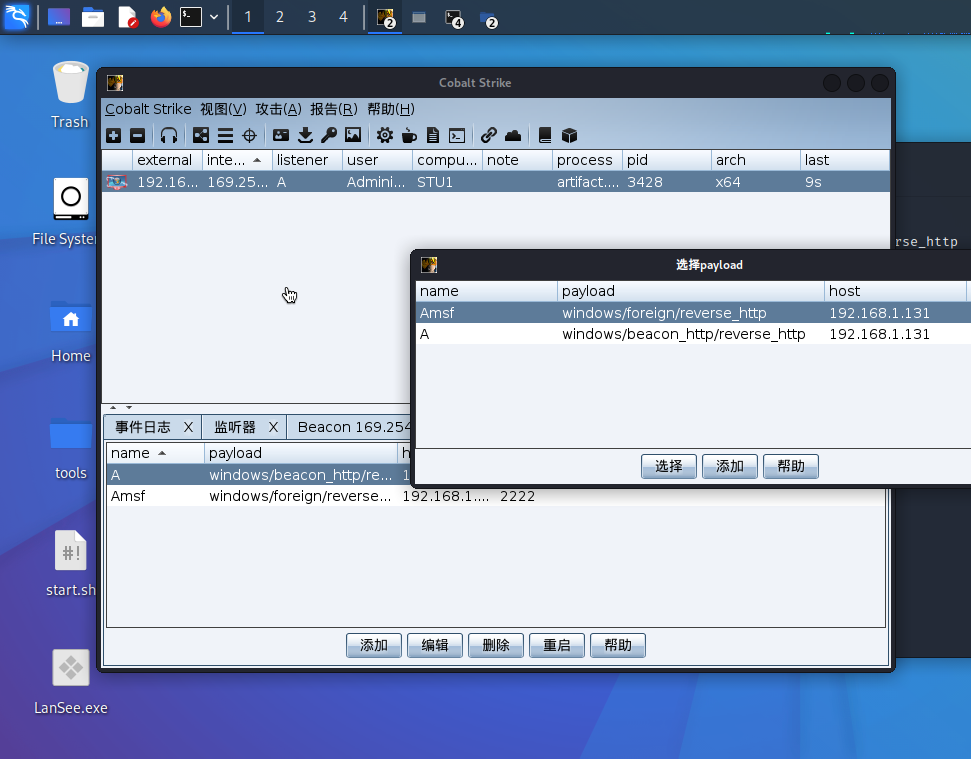 1 2 3 4 2 4 2
Trash
File Syste
Home
tools
#!
start.sh
LanSee.exe
Cobalt Strike
Cobalt Strike 视图(V) 攻击(A) 报告(R) 帮助(H)
external inte... listener user compu... note process pid arch last
192.16... 169.25... A Admini... STU1 artifact.... 3428 x64 9s
rse_http
选择payload
name payload host
Amsf windows/foreign/reverse_http 192.168.1.131
A windows/beacon_http/reverse_http 192.168.1.131
选择 添加 帮助
事件日志 X 监听器 X Beacon 169.254
name payload h
A windows/beacon_http/re... 1
Amsf windows/foreign/reverse... 192.168.1.... 2222
添加 编辑 删除 重启 帮助